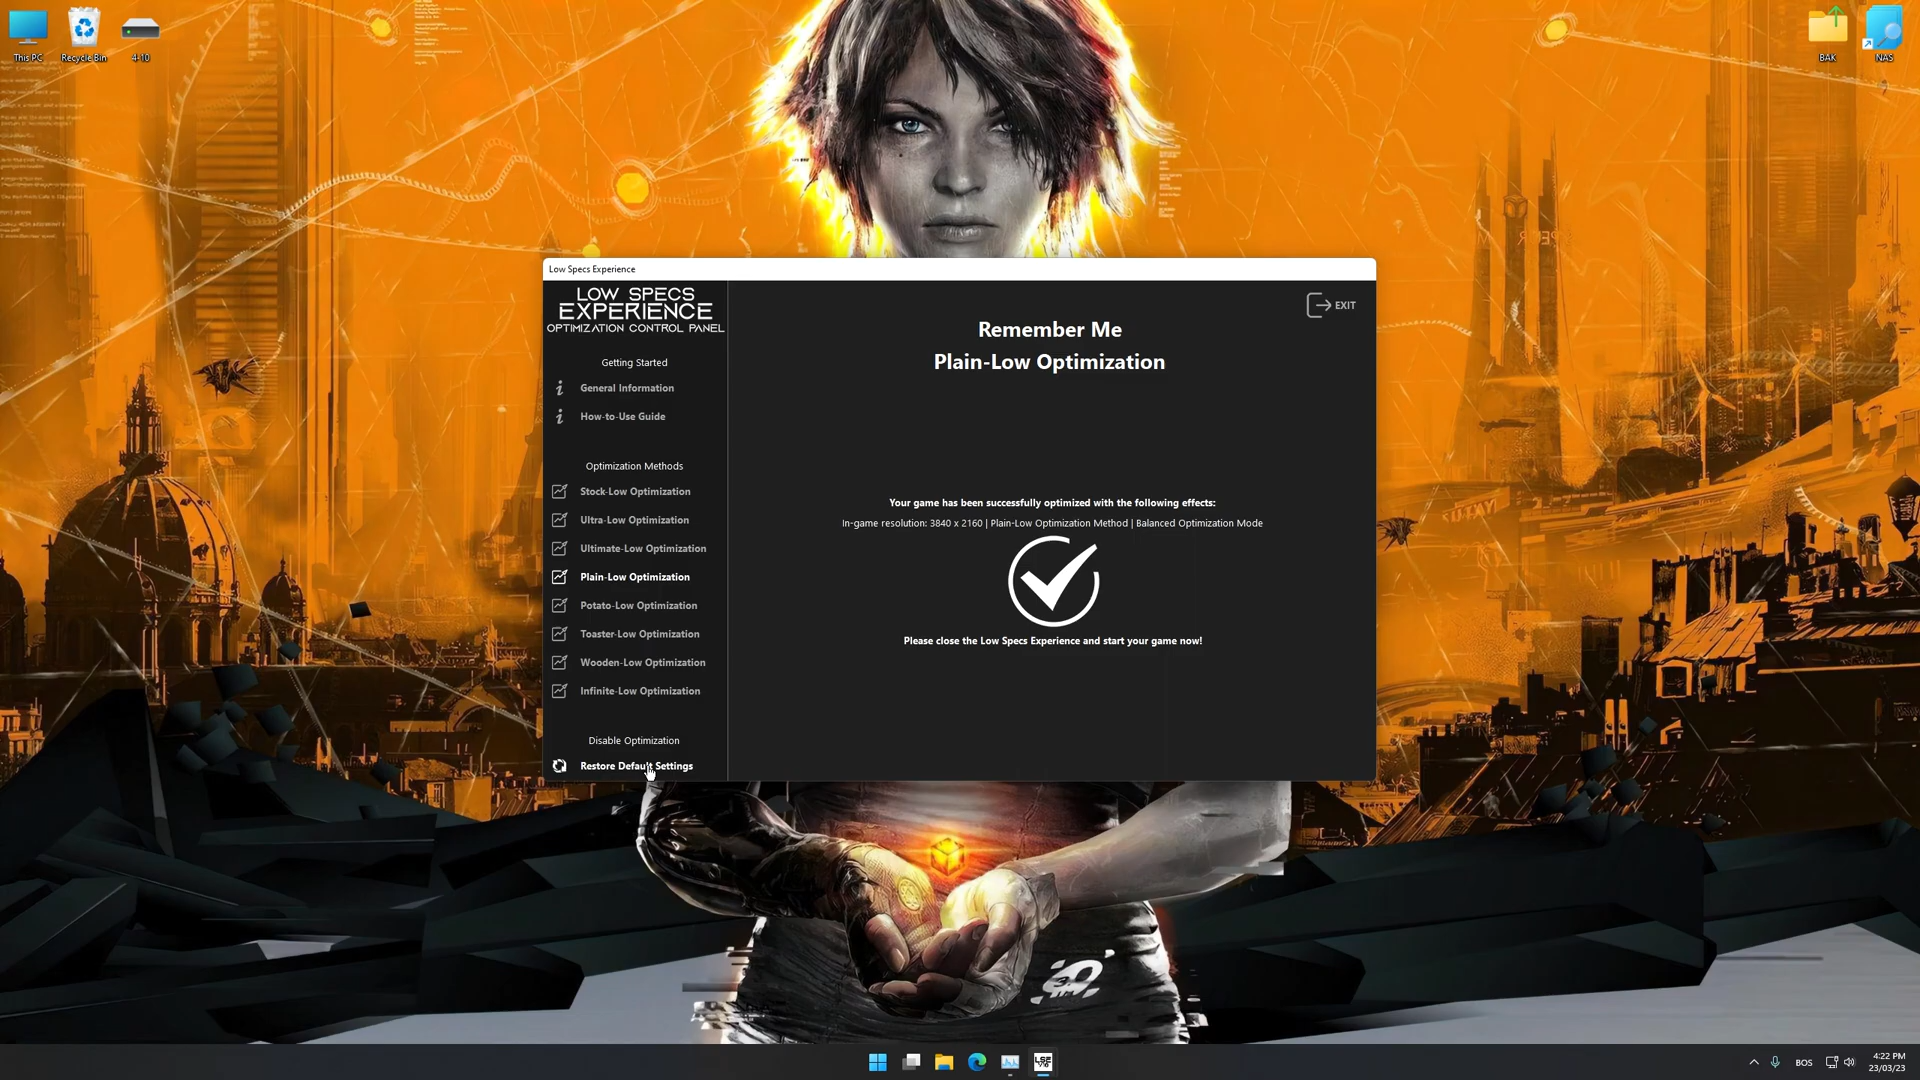 This PC
Recycle Bin
4-10
BAK
NAS
Low Specs Experience
LOW SPECS
EXPERIENCE
OPTIMIZATION CONTROL PANEL
Getting Started
General Information
How-to-Use Guide
Optimization Methods
Stock-Low Optimization
Ultra-Low Optimization
Ultimate-Low Optimization
Plain-Low Optimization
Potato-Low Optimization
Toaster-Low Optimization
Wooden-Low Optimization
Infinite-Low Optimization
Disable Optimization
Restore Default Settings
EXIT
Remember Me
Plain-Low Optimization
Your game has been successfully optimized with the following effects:
In-game resolution: 3840 x 2160 | Plain-Low Optimization Method | Balanced Optimization Mode
Please close the Low Specs Experience and start your game now!
LSE
BOS
4:22 PM
23/03/23